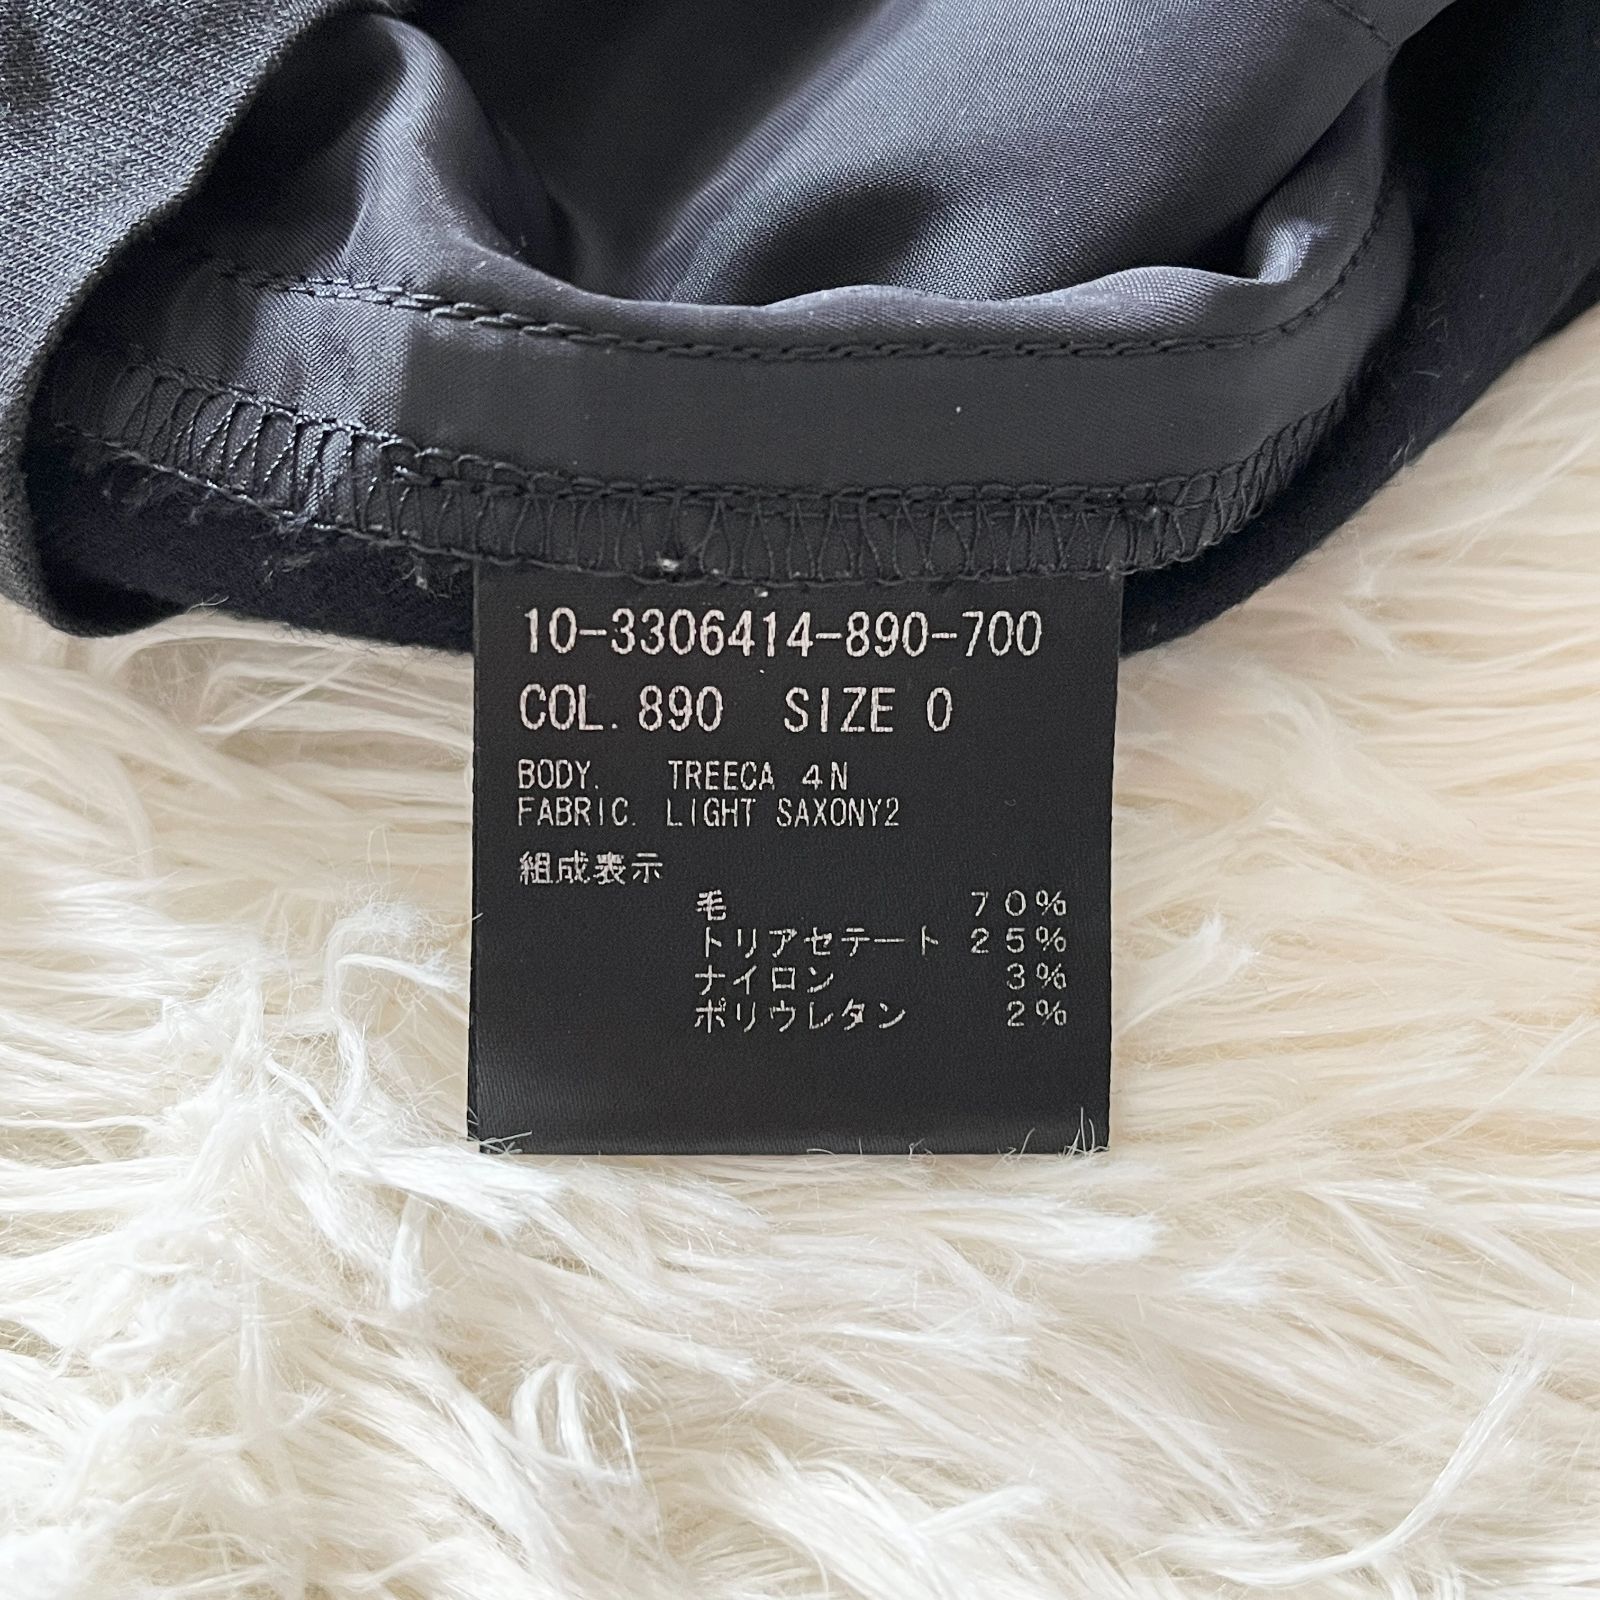 10-3306414-890-700
COL. 890 SIZE 0
BODY. TREECA 4N
FABRIC. LIGHT SAXONY2
組成表示
毛 70%
トリアセテート 25%
ナイロン 3%
ポリウレタン 2%